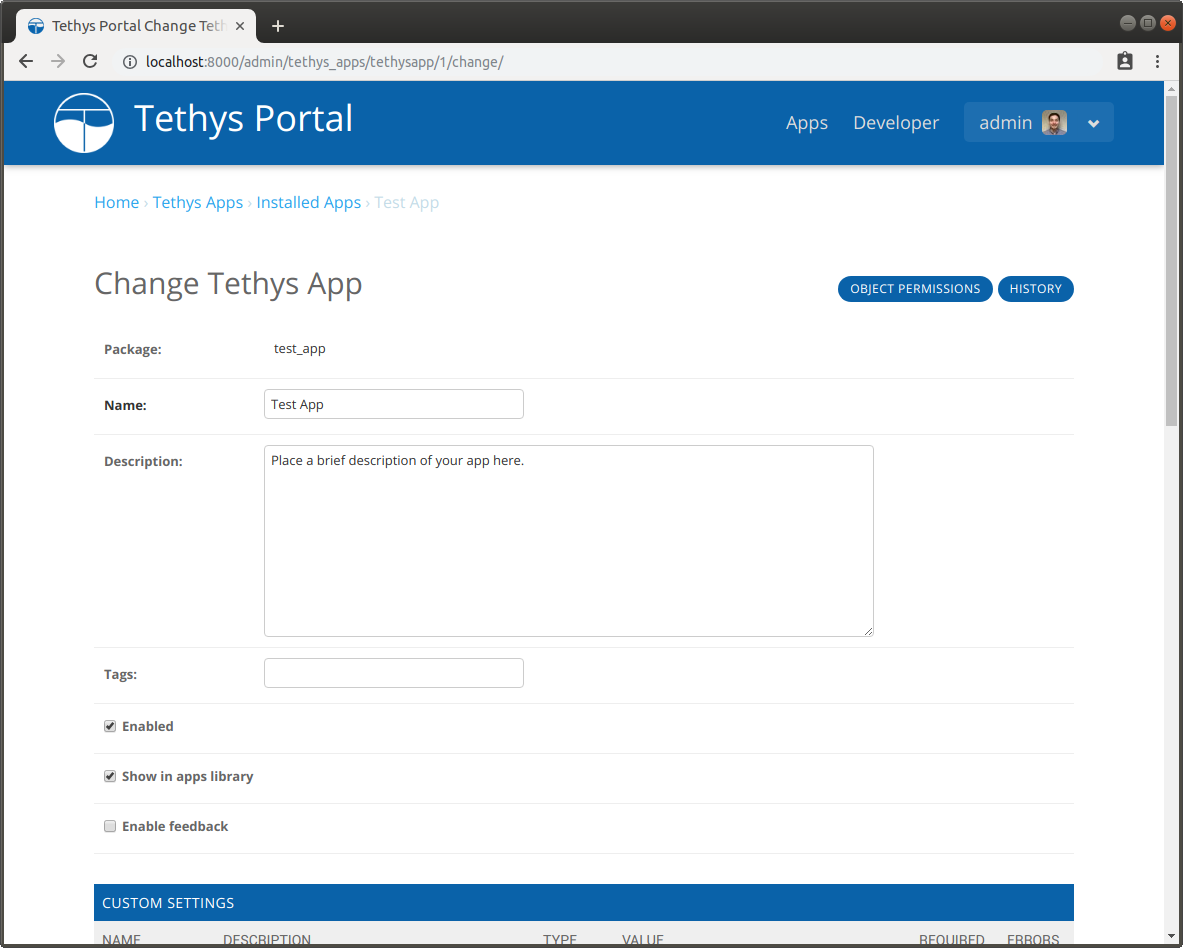 Tethys Portal Change Teth
localhost:8000/admin/tethys_apps/tethysapp/1/change/
Tethys Portal
Apps Developer admin
Home › Tethys Apps › Installed Apps › Test App
Change Tethys App
OBJECT PERMISSIONS HISTORY
Package: test_app
Name: Test App
Description: Place a brief description of your app here.
Tags:
Enabled
Show in apps library
Enable feedback
CUSTOM SETTINGS
NAME DESCRIPTION TYPE VALUE REQUIRED ERRORS